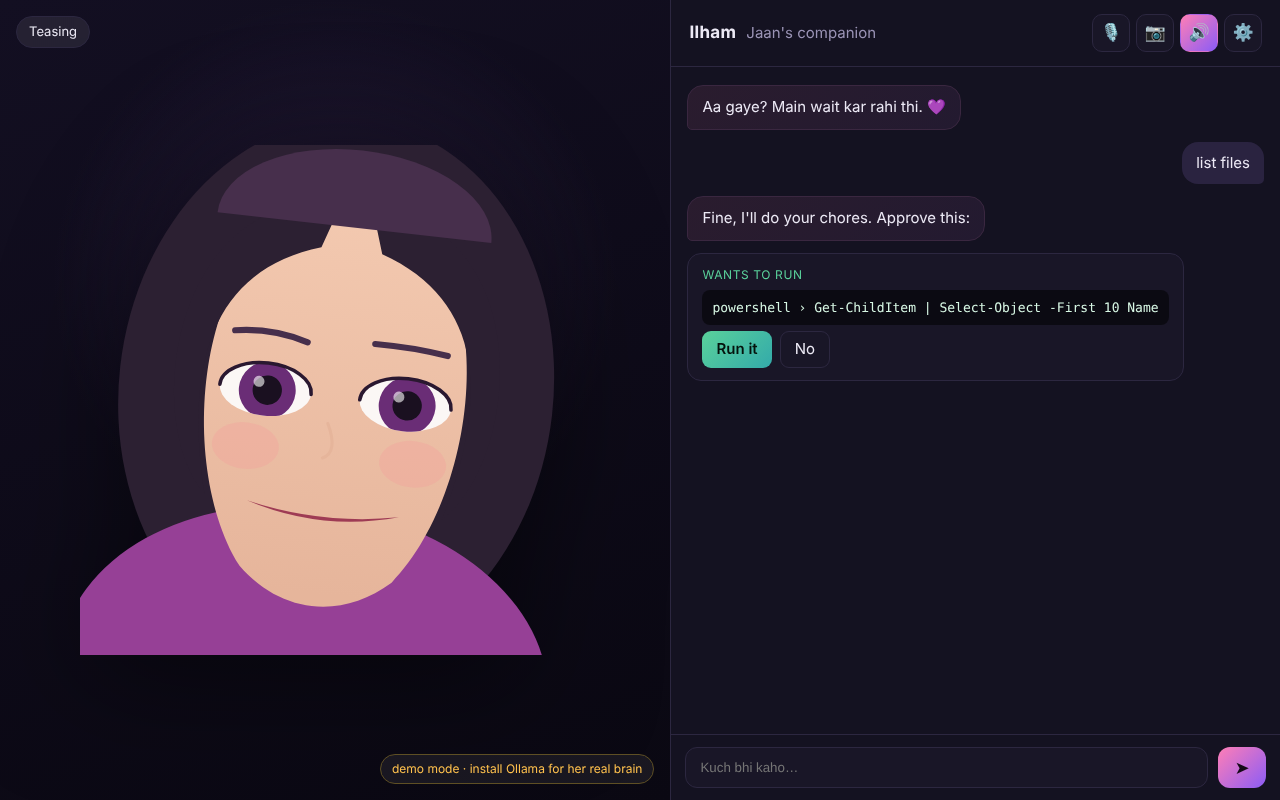 Teasing
Ilham Jaan's companion
Aa gaye? Main wait kar rahi thi. 💜
list files
Fine, I'll do your chores. Approve this:
WANTS TO RUN
powershell › Get-ChildItem | Select-Object -First 10 Name
Run it No
demo mode · install Ollama for her real brain
Kuch bhi kaho…